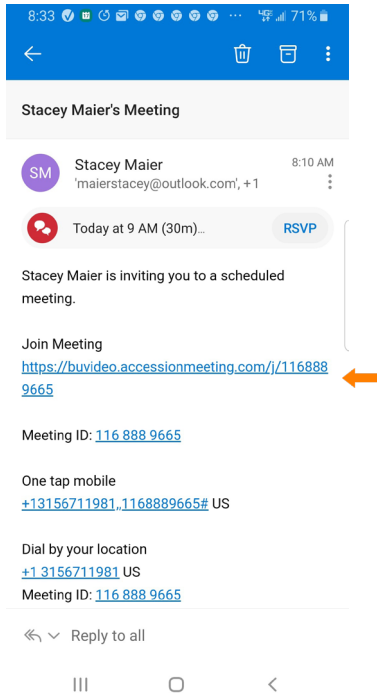 8:33 ... 71%
Stacey Maier's Meeting
SM
Stacey Maier
8:10 AM
'maierstacey@outlook.com', +1
Today at 9 AM (30m)...
RSVP
Stacey Maier is inviting you to a scheduled
meeting.
Join Meeting
https://buvideo.accessionmeeting.com/j/116888
9665
Meeting ID: 116 888 9665
One tap mobile
+13156711981,,1168889665# US
Dial by your location
+1 3156711981 US
Meeting ID: 116 888 9665
Reply to all